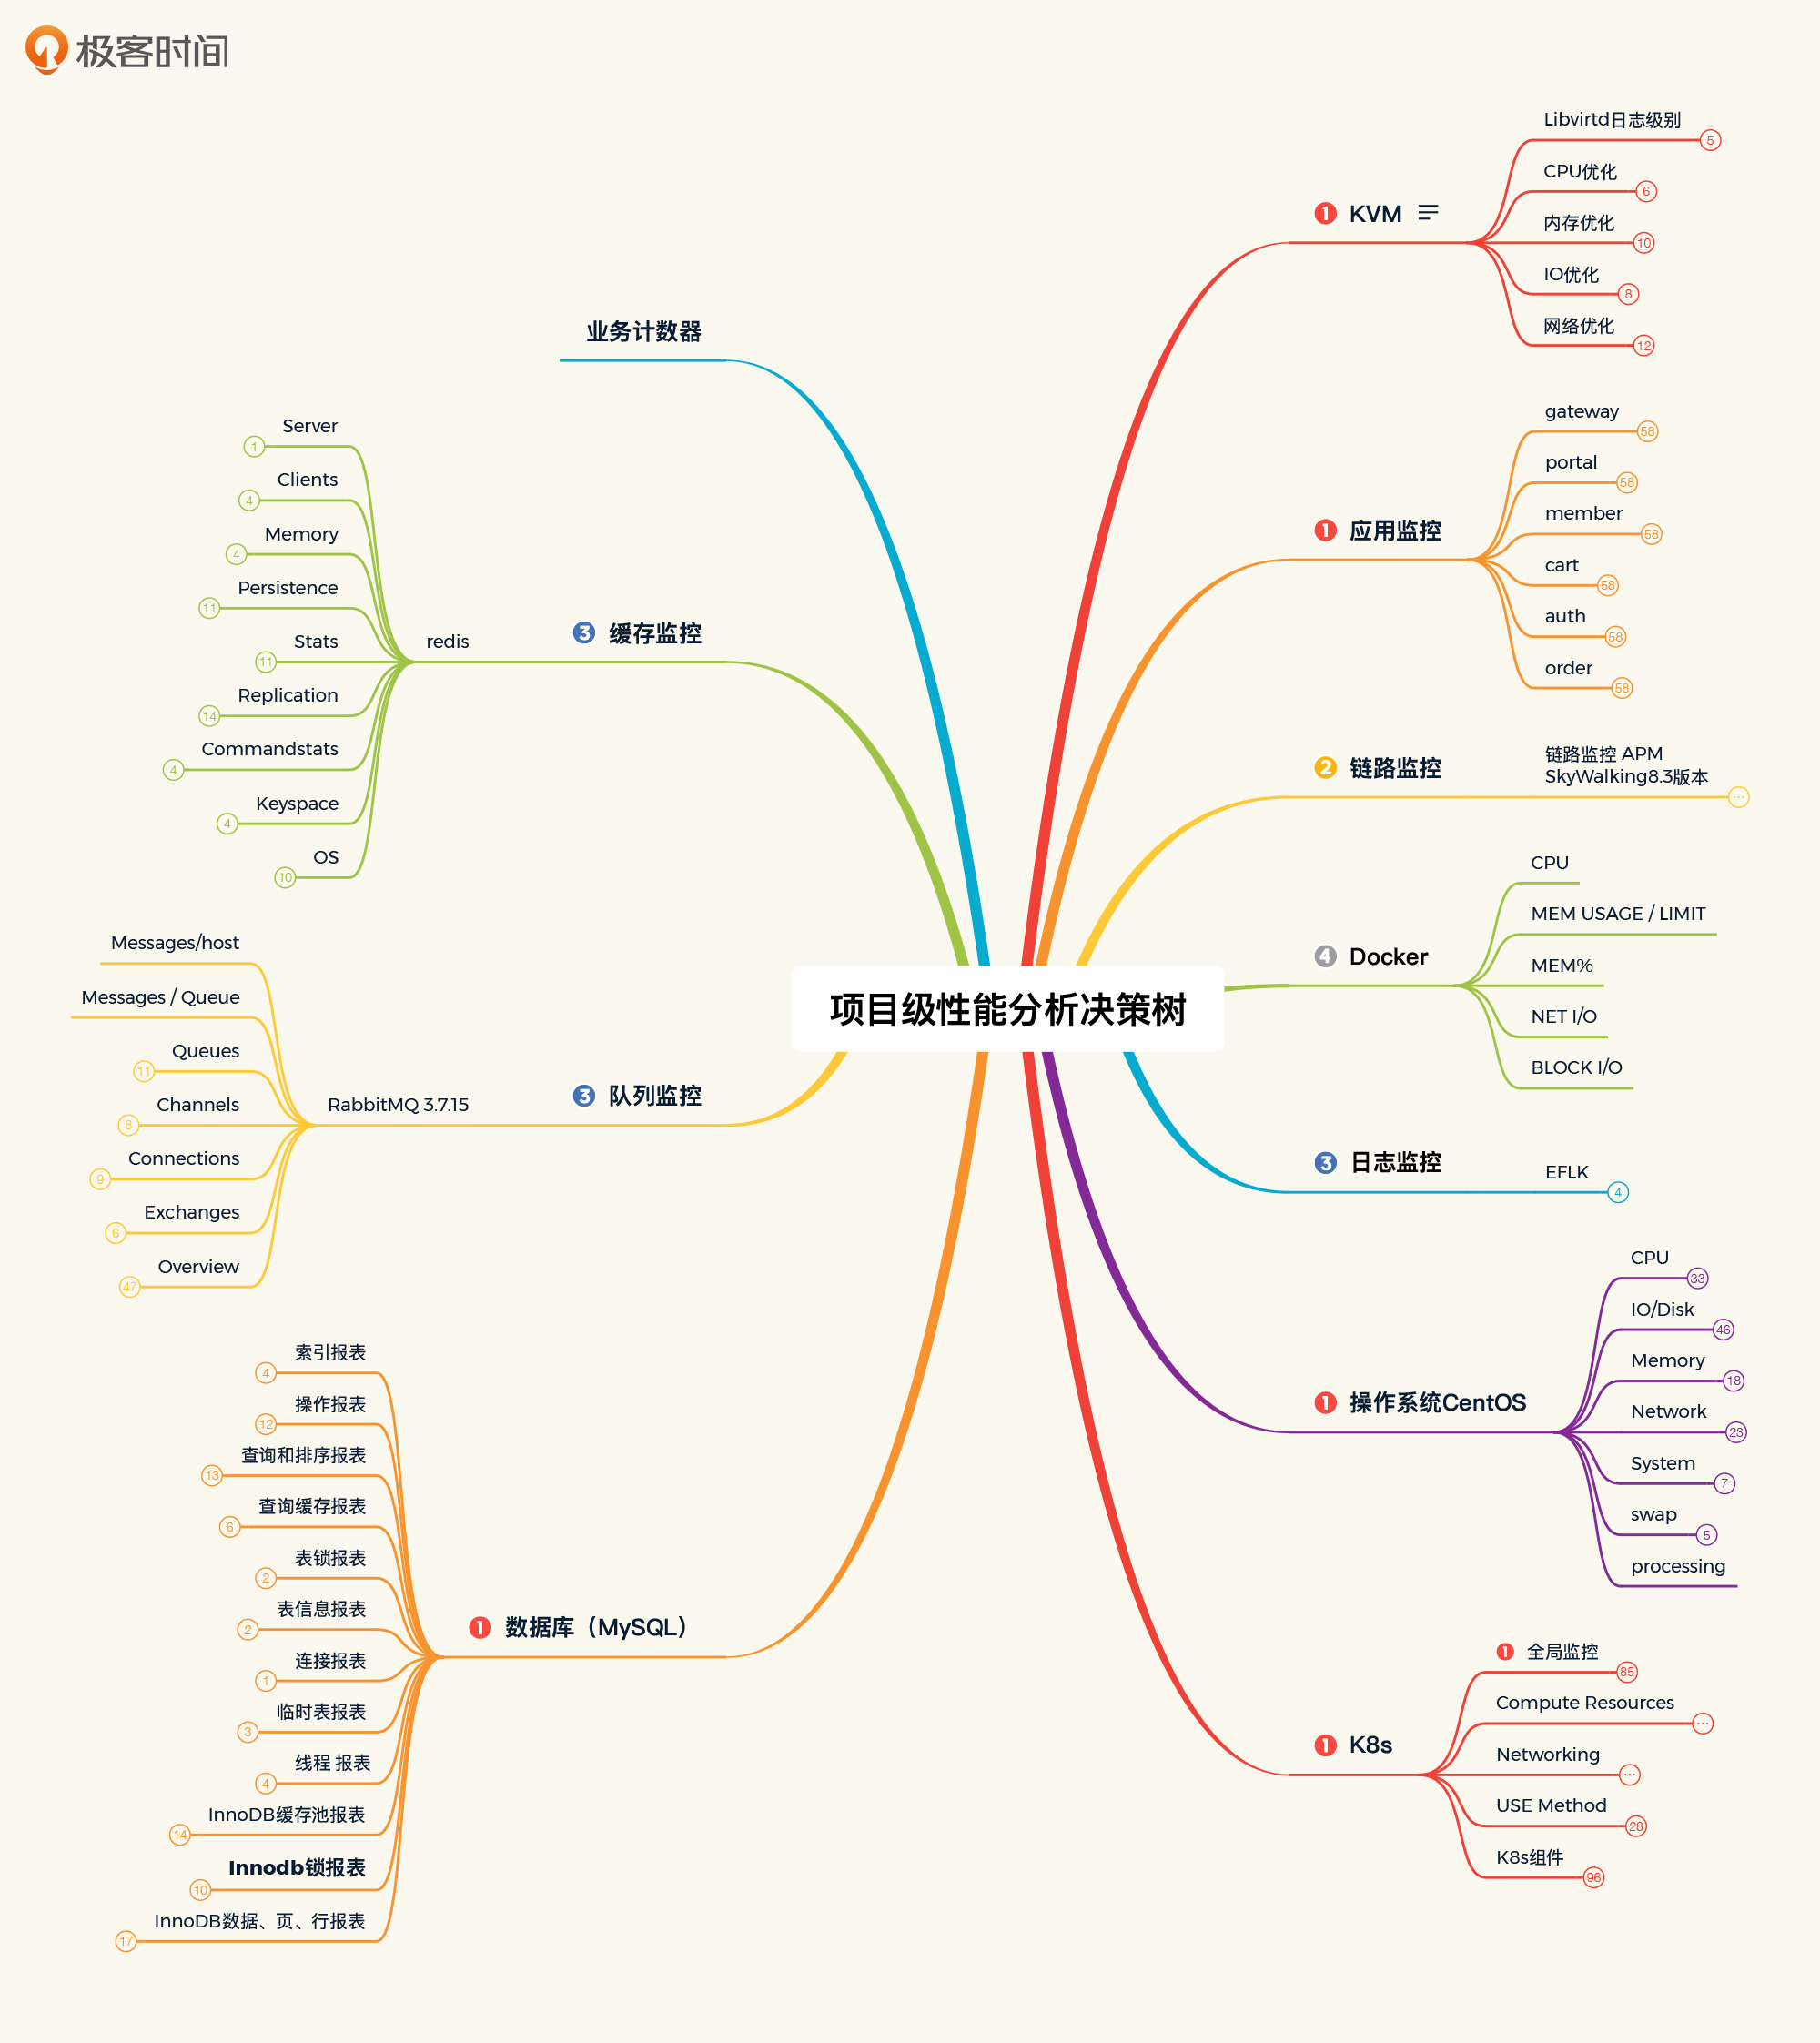 极客时间
项目级性能分析决策树
1 KVM
Libvirtd日志级别
5
CPU优化
6
内存优化
10
IO优化
8
网络优化
12
1 应用监控
gateway
58
portal
58
member
58
cart
58
auth
58
order
58
2 链路监控
链路监控 APM
SkyWalking8.3版本
...
4 Docker
CPU
MEM USAGE / LIMIT
MEM%
NET I/O
BLOCK I/O
3 日志监控
EFLK
4
1 操作系统CentOS
CPU
33
IO/Disk
46
Memory
18
Network
23
System
7
swap
5
processing
1 K8s
1 全局监控
85
Compute Resources
...
Networking
...
USE Method
28
K8s组件
96
业务计数器
3 缓存监控
redis
Server
1
Clients
4
Memory
4
Persistence
11
Stats
11
Replication
14
Commandstats
4
Keyspace
4
OS
10
3 队列监控
RabbitMQ 3.7.15
Messages/host
Messages / Queue
Queues
11
Channels
8
Connections
9
Exchanges
6
Overview
47
1 数据库（MySQL）
索引报表
4
操作报表
12
查询和排序报表
13
查询缓存报表
6
表锁报表
2
表信息报表
2
连接报表
1
临时表报表
3
线程 报表
4
InnoDB缓存池报表
14
Innodb锁报表
10
InnoDB数据、页、行报表
17